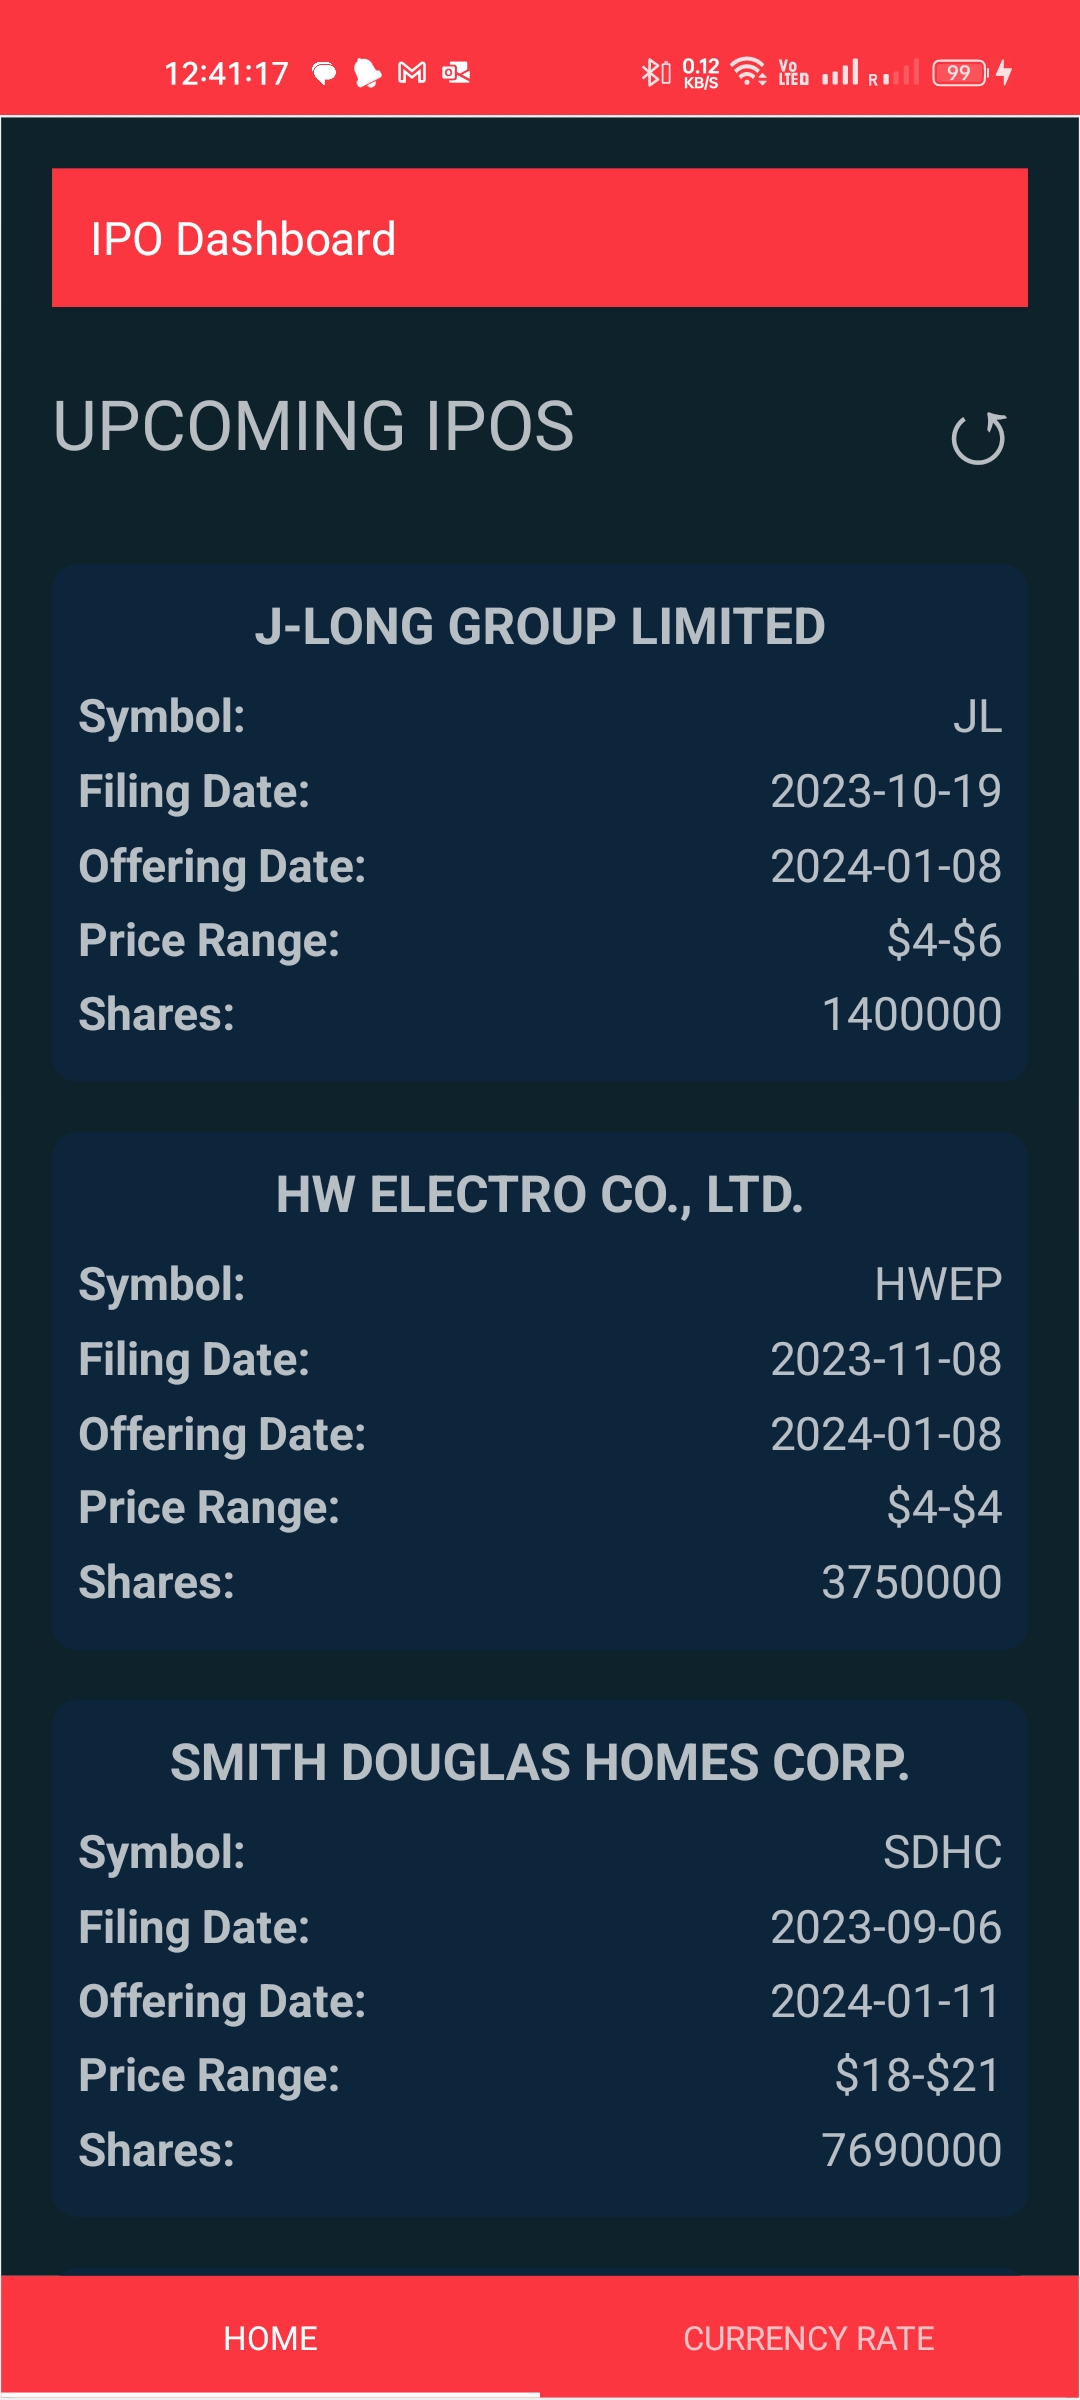 12:41:17 0.12 KB/S Vo LTED R 99
IPO Dashboard
UPCOMING IPOS
J-LONG GROUP LIMITED
Symbol: JL
Filing Date: 2023-10-19
Offering Date: 2024-01-08
Price Range: $4-$6
Shares: 1400000
HW ELECTRO CO., LTD.
Symbol: HWEP
Filing Date: 2023-11-08
Offering Date: 2024-01-08
Price Range: $4-$4
Shares: 3750000
SMITH DOUGLAS HOMES CORP.
Symbol: SDHC
Filing Date: 2023-09-06
Offering Date: 2024-01-11
Price Range: $18-$21
Shares: 7690000
HOME CURRENCY RATE